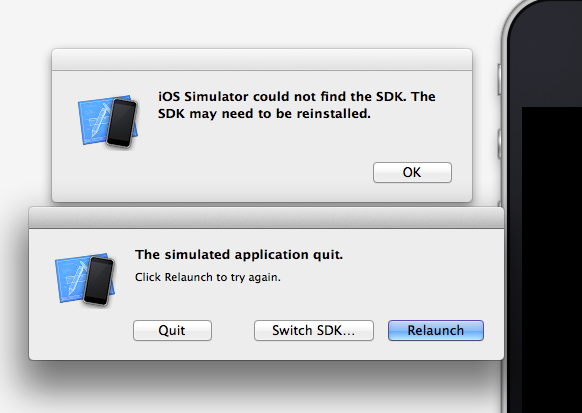 iOS Simulator could not find the SDK. The
SDK may need to be reinstalled.
OK
The simulated application quit.
Click Relaunch to try again.
Quit
Switch SDK...
Relaunch